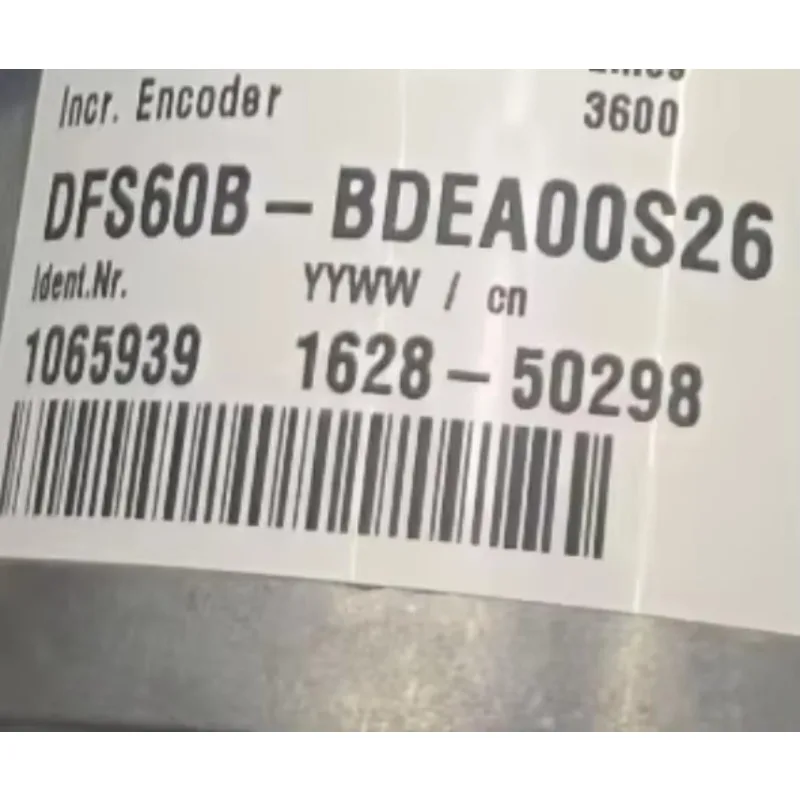 Incr. Encoder
3600
DFS60B - BDEA00S26
Ident.Nr. YYWW / cn
1065939 1628 - 50298